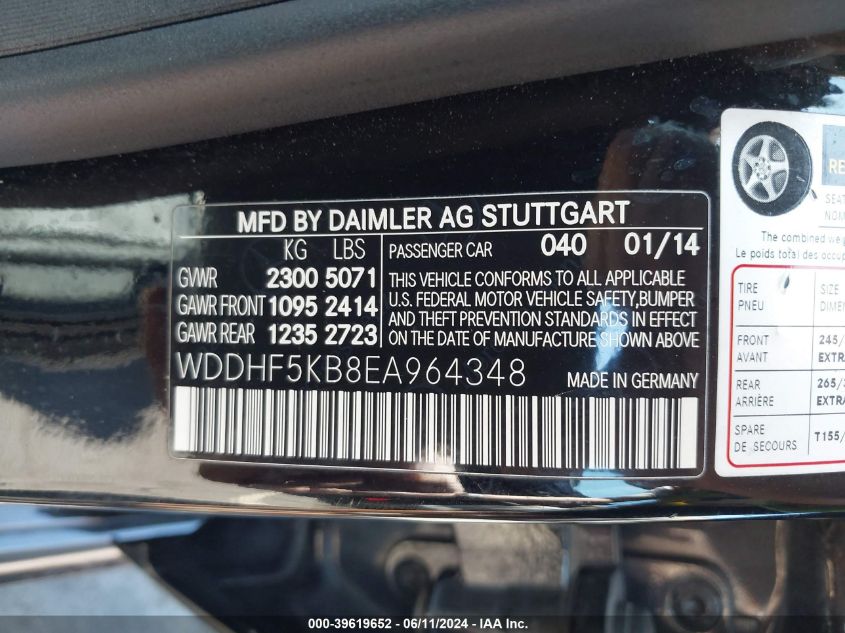 MFD BY DAIMLER AG STUTTGART
KG LBS
GVWR 2300 5071
GAWR FRONT 1095 2414
GAWR REAR 1235 2723
PASSENGER CAR 040 01/14
THIS VEHICLE CONFORMS TO ALL APPLICABLE
U.S. FEDERAL MOTOR VEHICLE SAFETY,BUMPER
AND THEFT PREVENTION STANDARDS IN EFFECT
ON THE DATE OF MANUFACTURE SHOWN ABOVE
WDDHF5KB8EA964348
MADE IN GERMANY
The combined
Le poids total des
TIRE
PNEU
SIZE
FRONT
AVANT
245/
REAR
ARRIÈRE
265/
SPARE
DE SECOURS
T155/
000-39619652 - 06/11/2024 - IAA Inc.